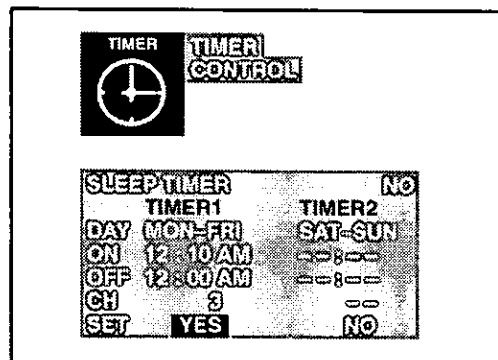 TIMER
TIMER
CONTROL
SLEEP TIMER NO
TIMER1 TIMER2
DAY MON-FRI SAT-SUN
ON 12:10 AM --:--
OFF 12:00 AM --:--
CH 3 --
SET YES NO